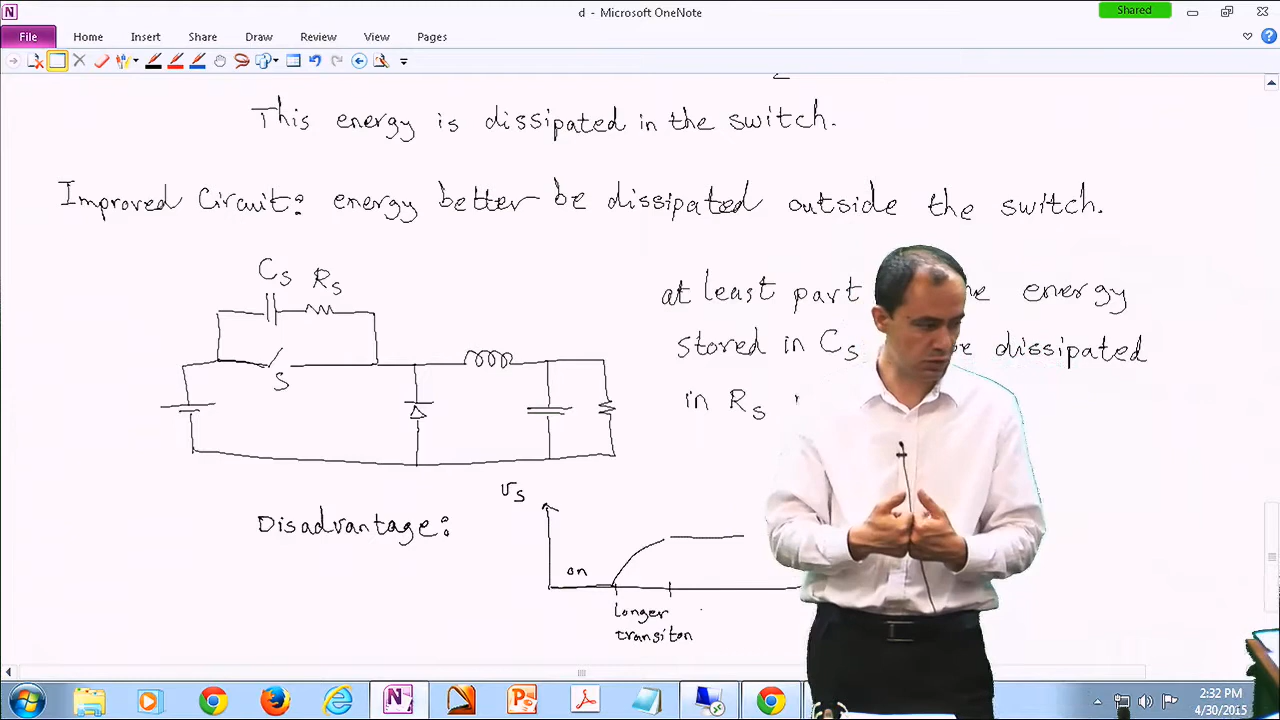 d - Microsoft OneNote
Shared
File Home Insert Share Draw Review View Pages
This energy is dissipated in the switch.
Improved Circuit: energy better be dissipated outside the switch.
Cs Rs
S
at least part energy
stored in Cs be dissipated
in Rs
Disadvantage:
vs
on
Longer
transiton
2:32 PM
4/30/2015